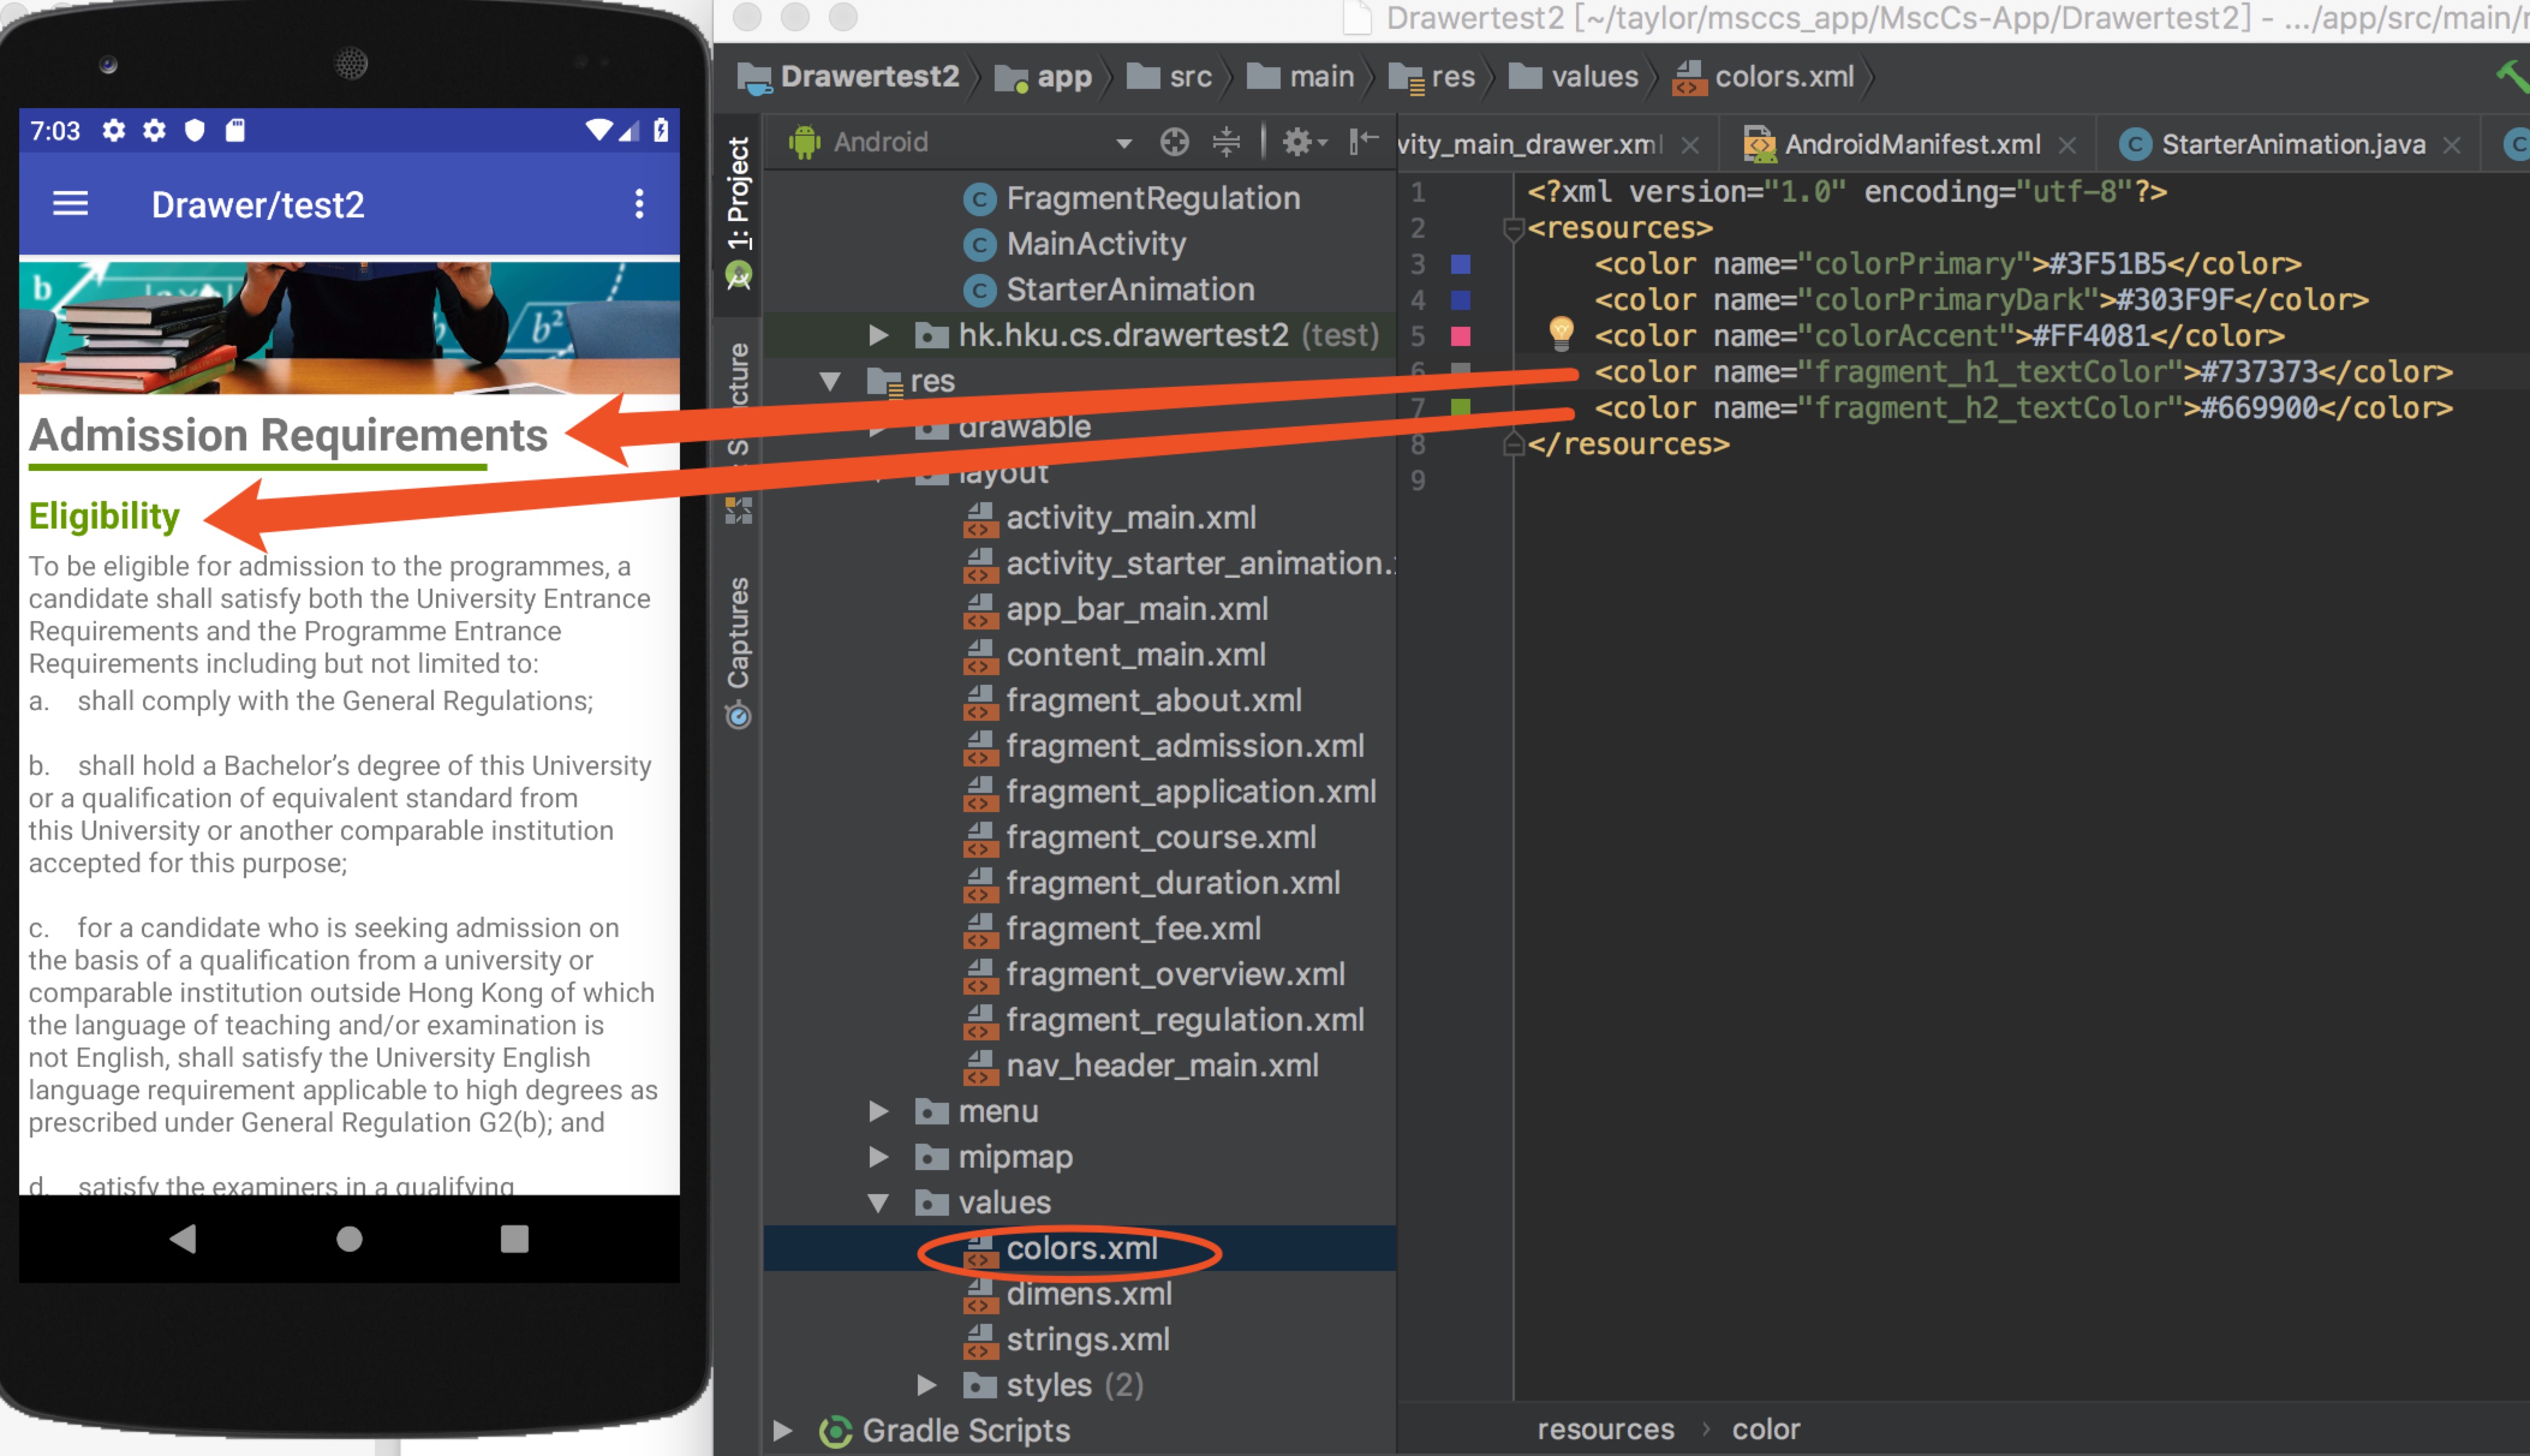 7:03
Drawer/test2
b
b²
Admission Requirements
Eligibility
To be eligible for admission to the programmes, a
candidate shall satisfy both the University Entrance
Requirements and the Programme Entrance
Requirements including but not limited to:
a. shall comply with the General Regulations;
b. shall hold a Bachelor’s degree of this University
or a qualification of equivalent standard from
this University or another comparable institution
accepted for this purpose;
c. for a candidate who is seeking admission on
the basis of a qualification from a university or
comparable institution outside Hong Kong of which
the language of teaching and/or examination is
not English, shall satisfy the University English
language requirement applicable to high degrees as
prescribed under General Regulation G2(b); and
d. satisfy the examiners in a qualifying
Drawertest2 [~/taylor/msccs_app/MscCs-App/Drawertest2] - .../app/src/main/r
Drawertest2 app src main res values colors.xml
1: Project
Captures
Android
FragmentRegulation
MainActivity
StarterAnimation
hk.hku.cs.drawertest2 (test)
res
drawable
layout
activity_main.xml
activity_starter_animation.
app_bar_main.xml
content_main.xml
fragment_about.xml
fragment_admission.xml
fragment_application.xml
fragment_course.xml
fragment_duration.xml
fragment_fee.xml
fragment_overview.xml
fragment_regulation.xml
nav_header_main.xml
menu
mipmap
values
colors.xml
dimens.xml
strings.xml
styles (2)
Gradle Scripts
vity_main_drawer.xml AndroidManifest.xml StarterAnimation.java
1 <?xml version="1.0" encoding="utf-8"?>
2 <resources>
3 <color name="colorPrimary">#3F51B5</color>
4 <color name="colorPrimaryDark">#303F9F</color>
5 <color name="colorAccent">#FF4081</color>
6 <color name="fragment_h1_textColor">#737373</color>
7 <color name="fragment_h2_textColor">#669900</color>
8 </resources>
9
resources › color